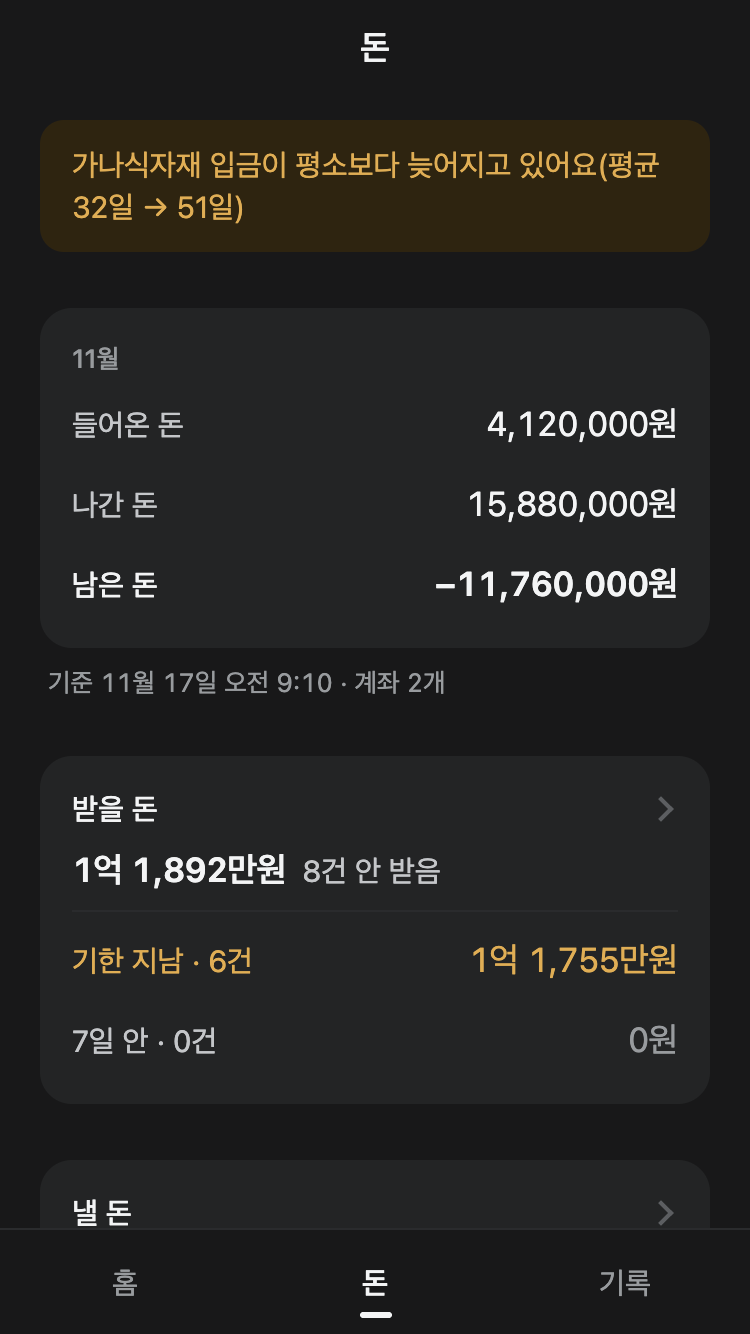 돈
가나식자재 입금이 평소보다 늦어지고 있어요(평균
32일 → 51일)
11월
들어온 돈 4,120,000원
나간 돈 15,880,000원
남은 돈 −11,760,000원
기준 11월 17일 오전 9:10 · 계좌 2개
받을 돈
1억 1,892만원 8건 안 받음
기한 지남 · 6건 1억 1,755만원
7일 안 · 0건 0원
낼 돈
홈 돈 기록